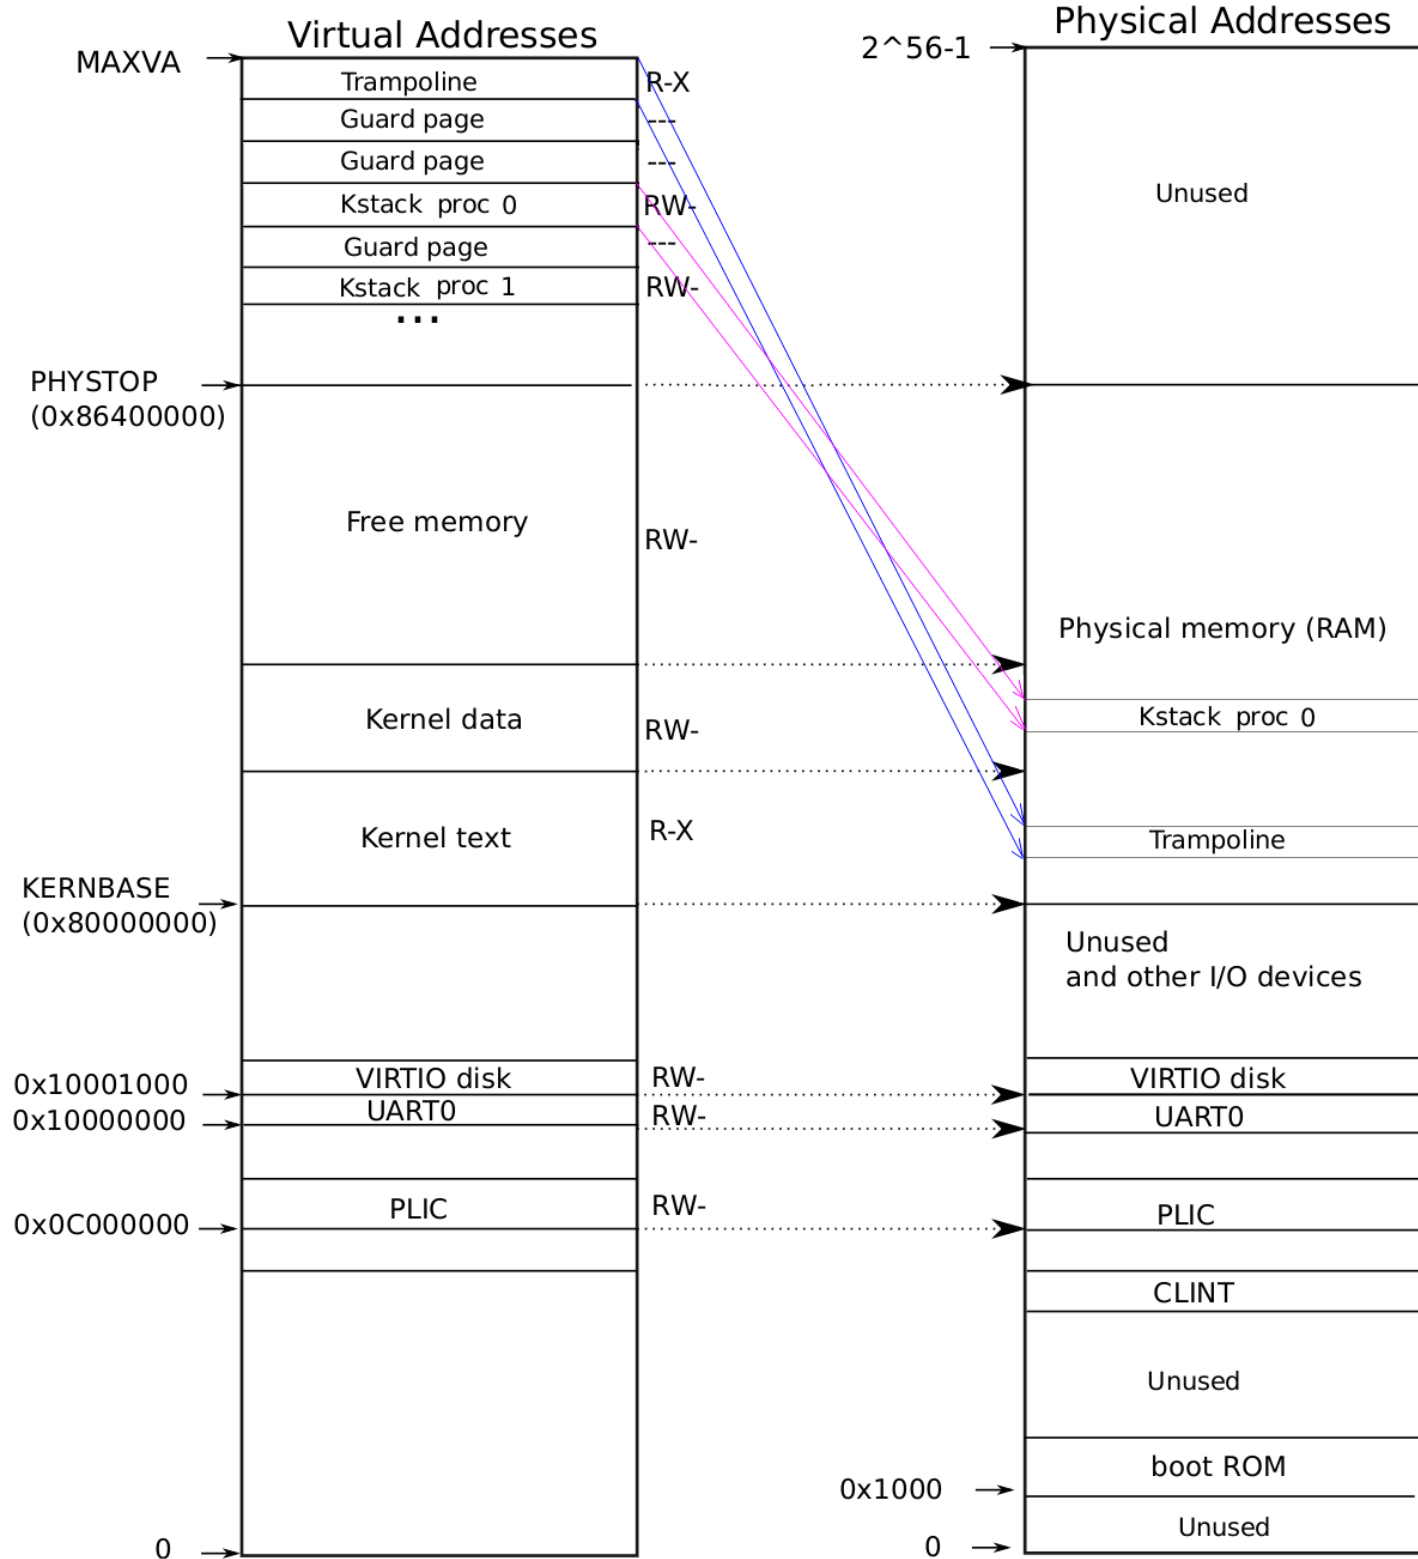 Virtual Addresses
Physical Addresses
MAXVA
2^56-1
Trampoline
R-X
Guard page
---
Guard page
---
Unused
Kstack proc 0
RW-
Guard page
---
Kstack proc 1
RW-
...
PHYSTOP
(0x86400000)
Free memory
RW-
Physical memory (RAM)
Kernel data
RW-
Kstack proc 0
Kernel text
R-X
Trampoline
KERNBASE
(0x80000000)
Unused
and other I/O devices
0x10001000
VIRTIO disk
RW-
VIRTIO disk
0x10000000
UART0
RW-
UART0
0x0C000000
PLIC
RW-
PLIC
CLINT
Unused
boot ROM
0x1000
Unused
0
0